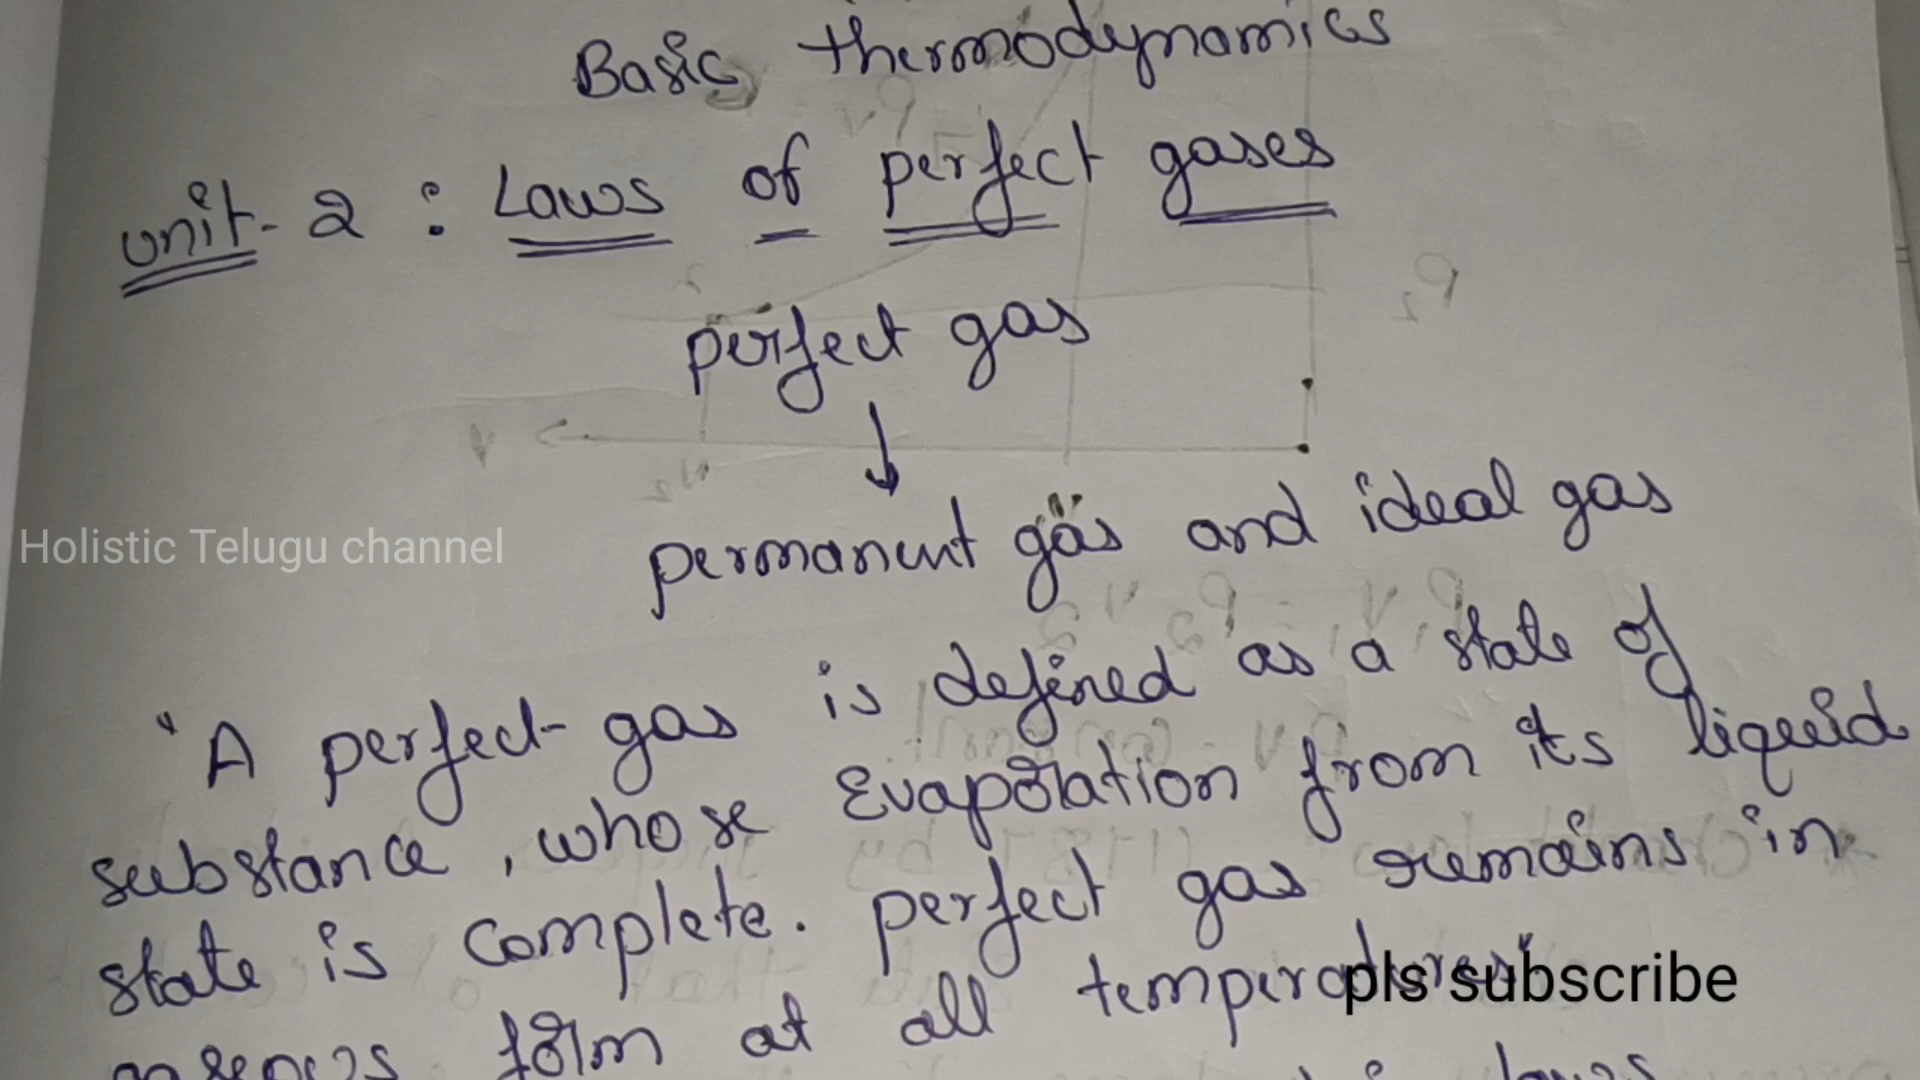 Basic thermodynamics
unit-2 : Laws of perfect gases
perfect gas
permanent gas and ideal gas
Holistic Telugu channel
"A perfect gas is defined as a state of
substance, whose Evaporation from its liquid
state is complete. perfect gas remains in
form at all temperatures"
pls subscribe
laws